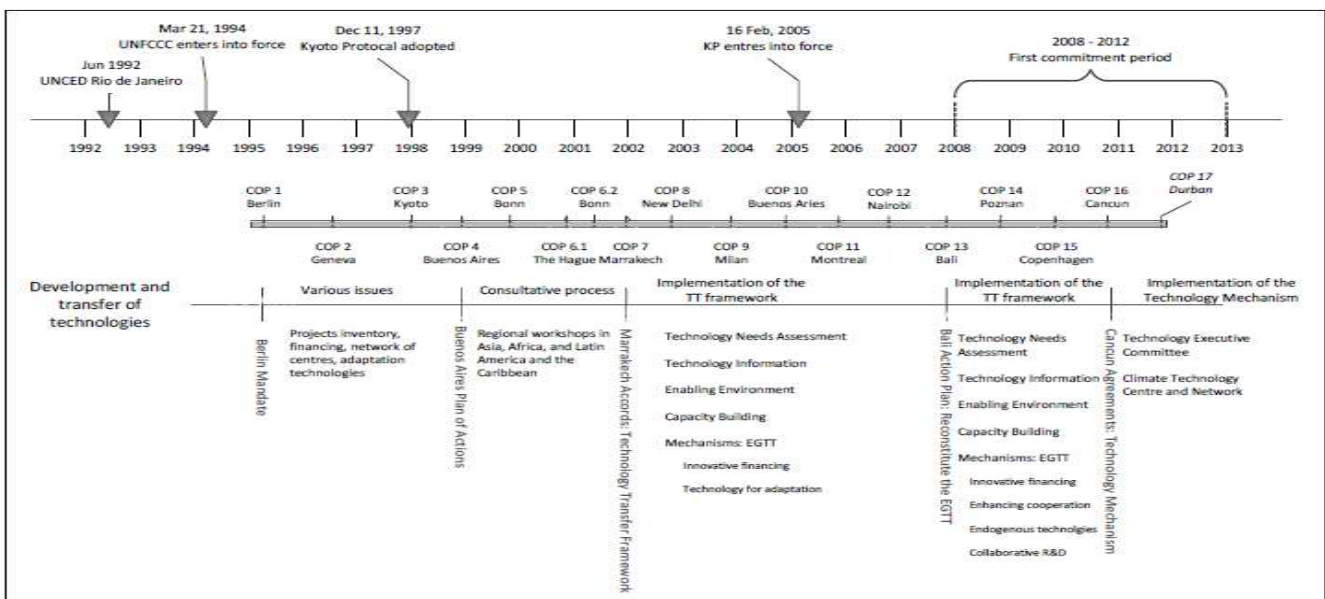 Mar 21, 1994
UNFCCC enters into force
Dec 11, 1997
Kyoto Protocal adopted
16 Feb, 2005
KP entres into force
2008 - 2012
First commitment period
Jun 1992
UNCED Rio de Janeiro
1992 1993 1994 1995 1996 1997 1998 1999 2000 2001 2002 2003 2004 2005 2006 2007 2008 2009 2010 2011 2012 2013
COP 1
Berlin
COP 3
Kyoto
COP 5
Bonn
COP 6.2
Bonn
COP 8
New Delhi
COP 10
Buenos Aries
COP 12
Nairobi
COP 14
Poznan
COP 16
Cancun
COP 17
Durban
COP 2
Geneva
COP 4
Buenos Aires
COP 6.1
The Hague
COP 7
Marrakech
COP 9
Milan
COP 11
Montreal
COP 13
Bali
COP 15
Copenhagen
Development and
transfer of
technologies
Various issues
Consultative process
Implementation of the
TT framework
Implementation of the
TT framework
Implementation of the
Technology Mechanism
Berlin Mandate
Projects inventory,
financing, network of
centres, adaptation
technologies
Buenos Aires Plan of Actions
Regional workshops in
Asia, Africa, and Latin
America and the
Caribbean
Marrakech Accords: Technology Transfer Framework
Technology Needs Assessment
Technology Information
Enabling Environment
Capacity Building
Mechanisms: EGTT
Innovative financing
Technology for adaptation
Bali Action Plan: Reconstitute the EGTT
Technology Needs
Assessment
Technology Information
Enabling Environment
Capacity Building
Mechanisms: EGTT
Innovative financing
Enhancing cooperation
Endogenous technolgies
Collaborative R&D
Cancun Agreements: Technology Mechanism
Technology Executive
Committee
Climate Technology
Centre and Network